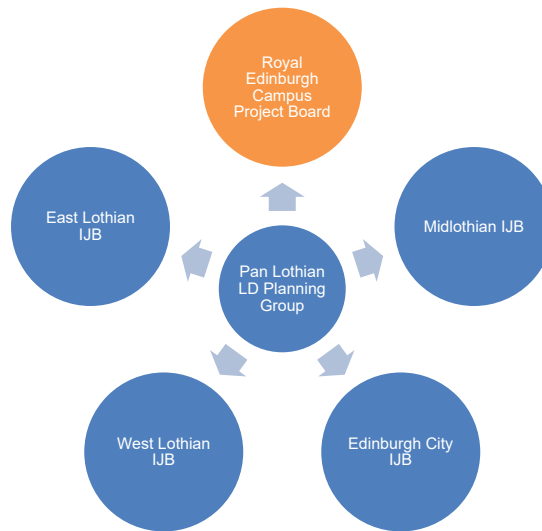 Royal
Edinburgh
Campus
Project Board
East Lothian
IJB
Midlothian IJB
Pan Lothian
LD Planning
Group
West Lothian
IJB
Edinburgh City
IJB